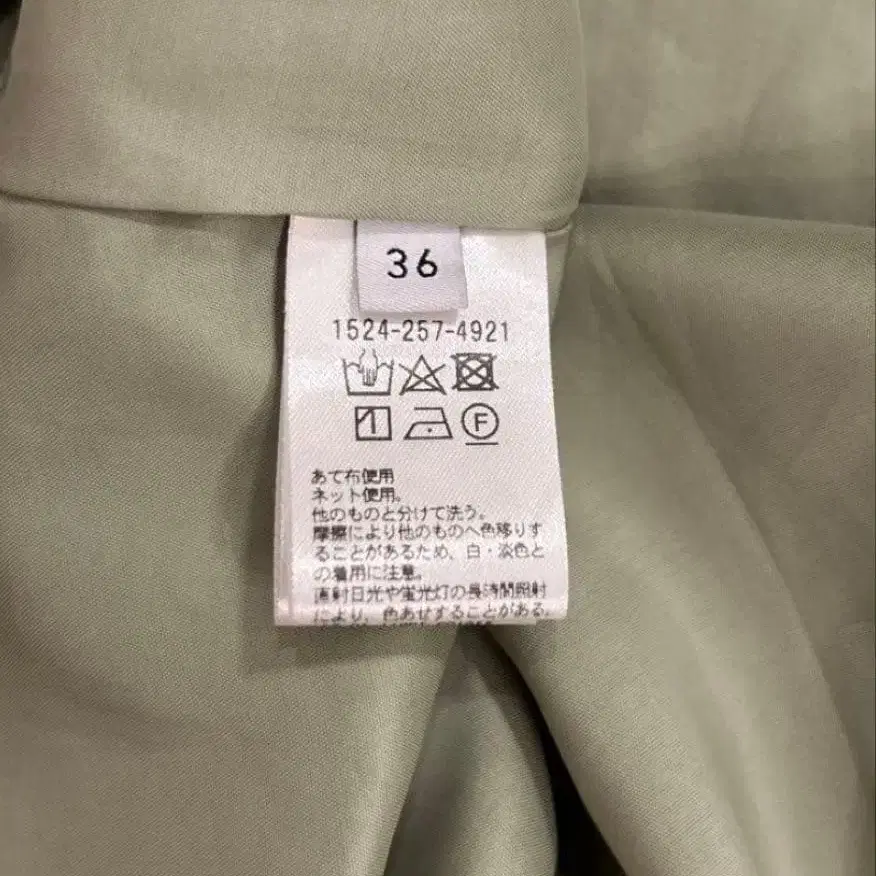 36
1524-257-4921
F
あて布使用
ネット使用。
他のものと分けて洗う。
摩擦により他のものへ色移りす
ることがあるため、白・淡色と
の着用に注意。
直射日光や蛍光灯の長時間照射
により、色あせすることがある。